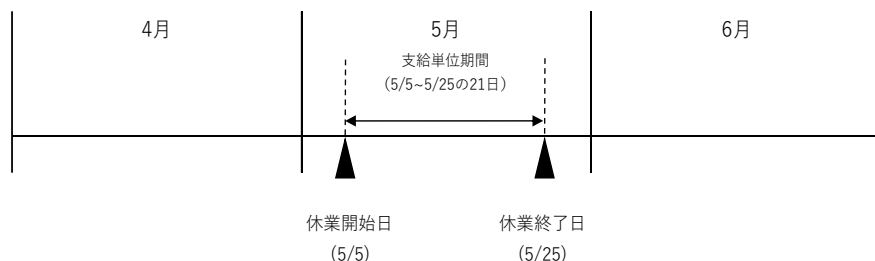 4月
5月
6月
支給単位期間
(5/5~5/25の21日)
休業開始日
(5/5)
休業終了日
(5/25)